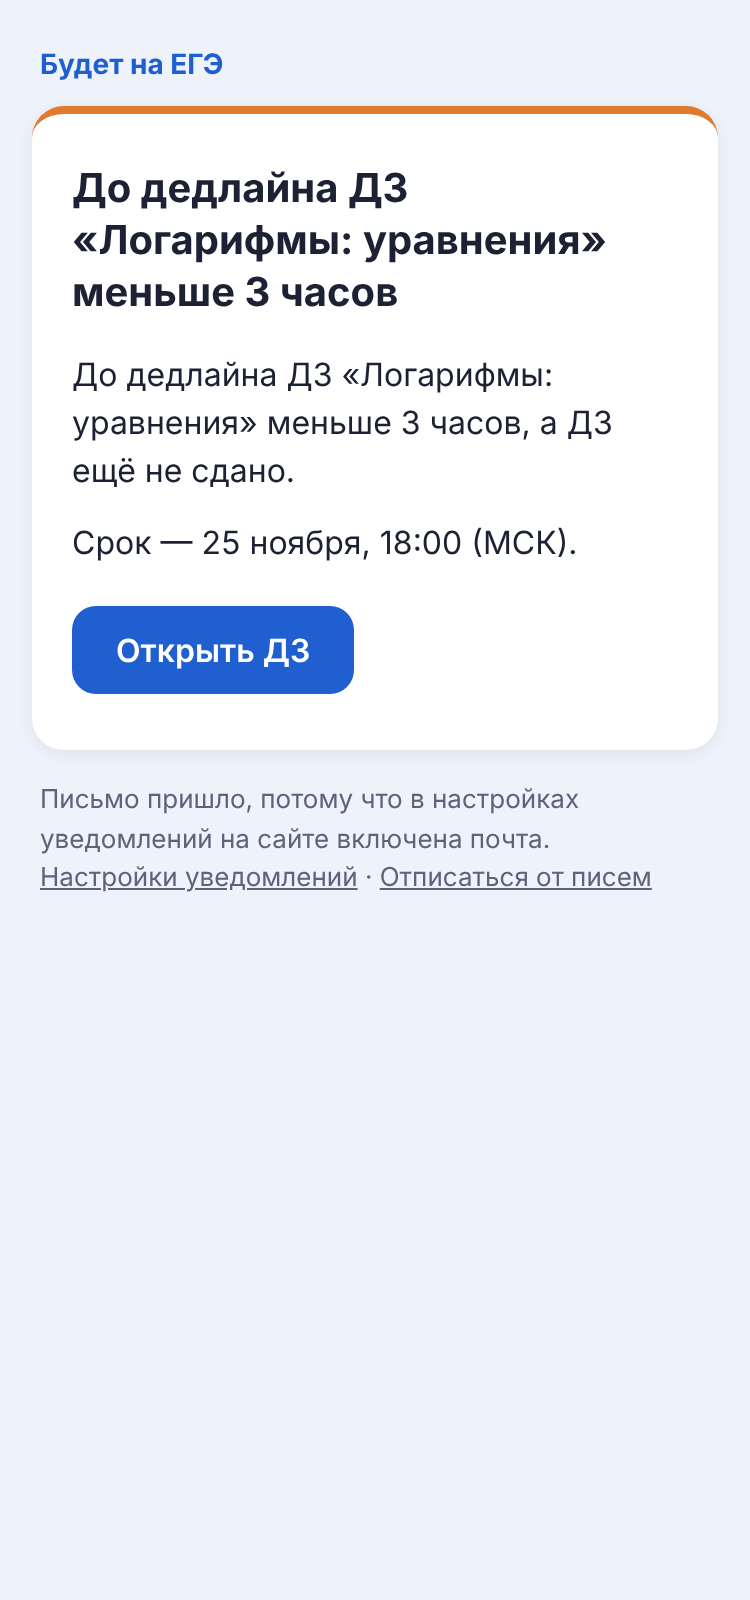 Будет на ЕГЭ
До дедлайна ДЗ
«Логарифмы: уравнения»
меньше 3 часов
До дедлайна ДЗ «Логарифмы:
уравнения» меньше 3 часов, а ДЗ
ещё не сдано.
Срок — 25 ноября, 18:00 (МСК).
Открыть ДЗ
Письмо пришло, потому что в настройках
уведомлений на сайте включена почта.
Настройки уведомлений · Отписаться от писем